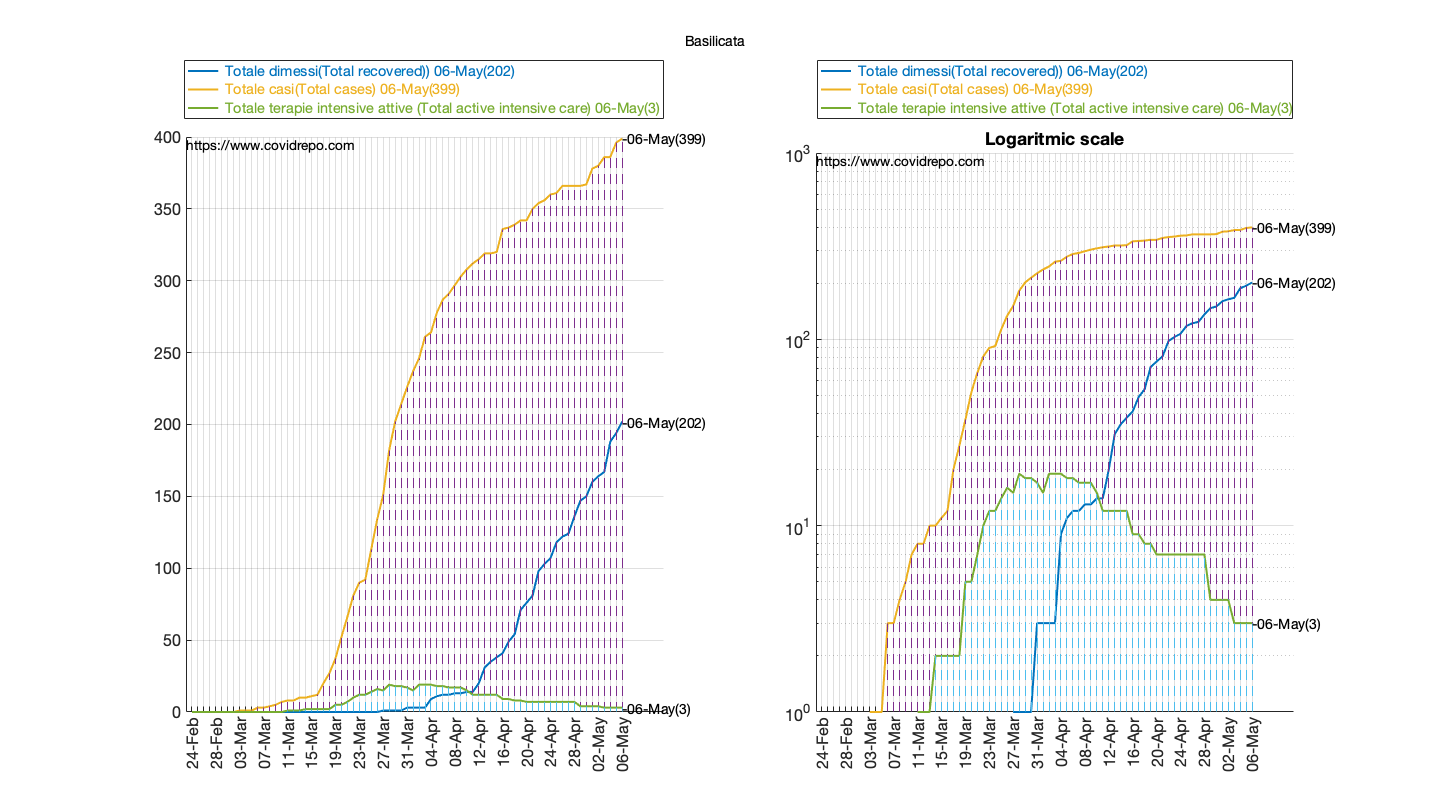 Basilicata
Totale dimessi(Total recovered)) 06-May(202)
Totale casi(Total cases) 06-May(399)
Totale terapie intensive attive (Total active intensive care) 06-May(3)
https://www.covidrepo.com
400
350
300
250
200
150
100
50
0
06-May(399)
06-May(202)
06-May(3)
24-Feb
28-Feb
03-Mar
07-Mar
11-Mar
15-Mar
19-Mar
23-Mar
27-Mar
31-Mar
04-Apr
08-Apr
12-Apr
16-Apr
20-Apr
24-Apr
28-Apr
02-May
06-May
Totale dimessi(Total recovered)) 06-May(202)
Totale casi(Total cases) 06-May(399)
Totale terapie intensive attive (Total active intensive care) 06-May(3)
Logaritmic scale
https://www.covidrepo.com
10^3
10^2
10^1
10^0
06-May(399)
06-May(202)
06-May(3)
24-Feb
28-Feb
03-Mar
07-Mar
11-Mar
15-Mar
19-Mar
23-Mar
27-Mar
31-Mar
04-Apr
08-Apr
12-Apr
16-Apr
20-Apr
24-Apr
28-Apr
02-May
06-May